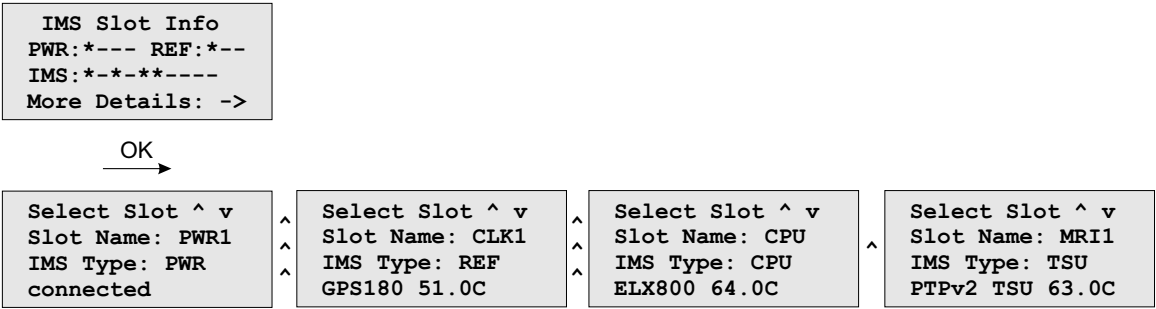 IMS Slot Info
PWR:*--- REF:*--
IMS:*-*-**----
More Details: ->
OK
Select Slot ^ v
Slot Name: PWR1
IMS Type: PWR
connected
^
^
^
Select Slot ^ v
Slot Name: CLK1
IMS Type: REF
GPS180 51.0C
^
^
^
Select Slot ^ v
Slot Name: CPU
IMS Type: CPU
ELX800 64.0C
^
Select Slot ^ v
Slot Name: MRI1
IMS Type: TSU
PTPv2 TSU 63.0C